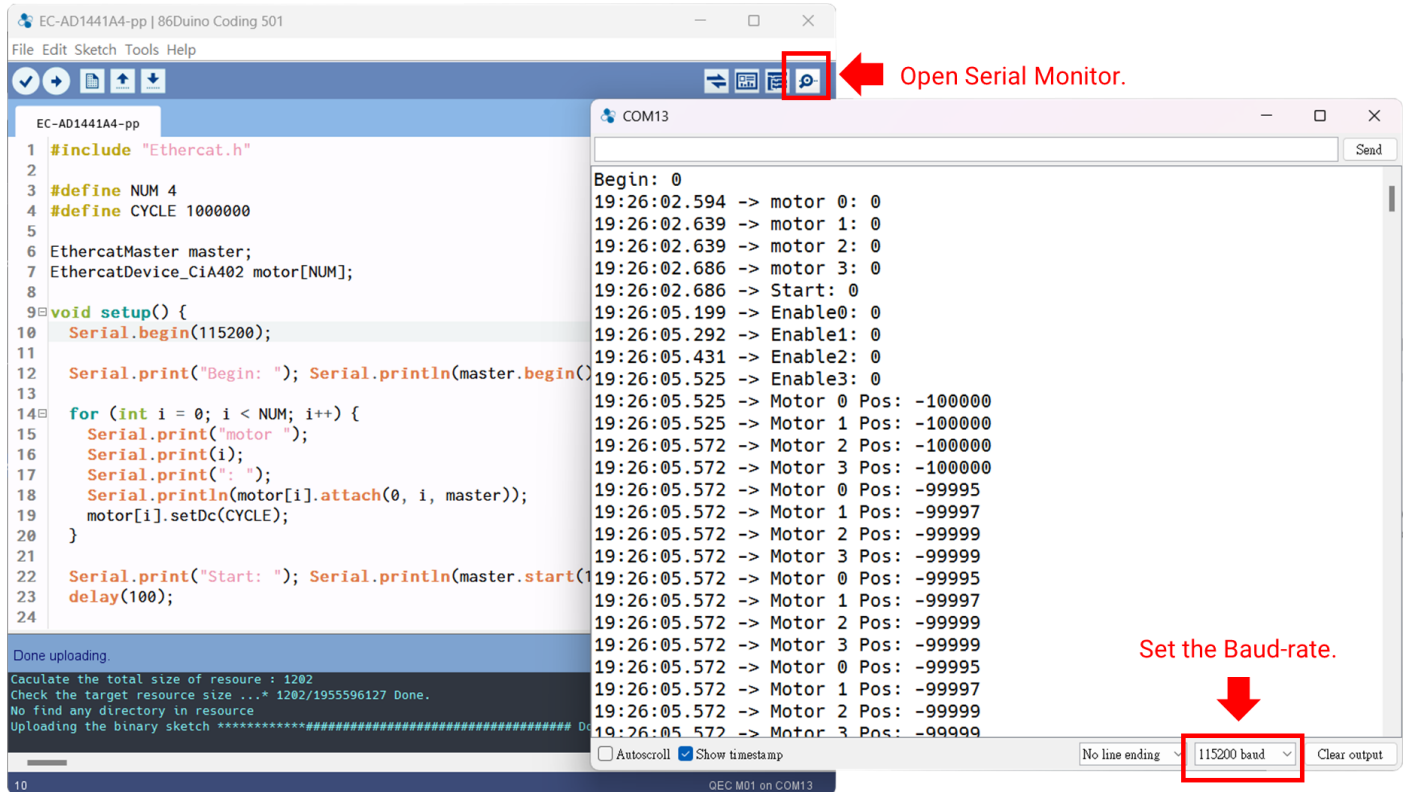 EC-AD1441A4-pp | 86Duino Coding 501
File Edit Sketch Tools Help
Open Serial Monitor.
EC-AD1441A4-pp
1 #include "Ethercat.h"
2
3 #define NUM 4
4 #define CYCLE 1000000
5
6 EthercatMaster master;
7 EthercatDevice_CiA402 motor[NUM];
8
9 void setup() {
10 Serial.begin(115200);
11
12 Serial.print("Begin: "); Serial.println(master.begin()
13
14 for (int i = 0; i < NUM; i++) {
15 Serial.print("motor ");
16 Serial.print(i);
17 Serial.print(": ");
18 Serial.println(motor[i].attach(0, i, master));
19 motor[i].setDc(CYCLE);
20 }
21
22 Serial.print("Start: "); Serial.println(master.start(
23 delay(100);
24
Done uploading.
Caculate the total size of resoure : 1202
Check the target resource size ...* 1202/1955596127 Done.
No find any directory in resource
Uploading the binary sketch ************#################################### 
10
QEC M01 on COM13
COM13
Send
Begin: 0
19:26:02.594 -> motor 0: 0
19:26:02.639 -> motor 1: 0
19:26:02.639 -> motor 2: 0
19:26:02.686 -> motor 3: 0
19:26:02.686 -> Start: 0
19:26:05.199 -> Enable0: 0
19:26:05.292 -> Enable1: 0
19:26:05.431 -> Enable2: 0
19:26:05.525 -> Enable3: 0
19:26:05.525 -> Motor 0 Pos: -100000
19:26:05.525 -> Motor 1 Pos: -100000
19:26:05.572 -> Motor 2 Pos: -100000
19:26:05.572 -> Motor 3 Pos: -100000
19:26:05.572 -> Motor 0 Pos: -99995
19:26:05.572 -> Motor 1 Pos: -99997
19:26:05.572 -> Motor 2 Pos: -99999
19:26:05.572 -> Motor 3 Pos: -99999
19:26:05.572 -> Motor 0 Pos: -99995
19:26:05.572 -> Motor 1 Pos: -99997
19:26:05.572 -> Motor 2 Pos: -99999
19:26:05.572 -> Motor 3 Pos: -99999
19:26:05.572 -> Motor 0 Pos: -99995
19:26:05.572 -> Motor 1 Pos: -99997
19:26:05.572 -> Motor 2 Pos: -99999
19:26:05.572 -> Motor 3 Pos: -99999
Set the Baud-rate.
Autoscroll Show timestamp
No line ending
115200 baud
Clear output